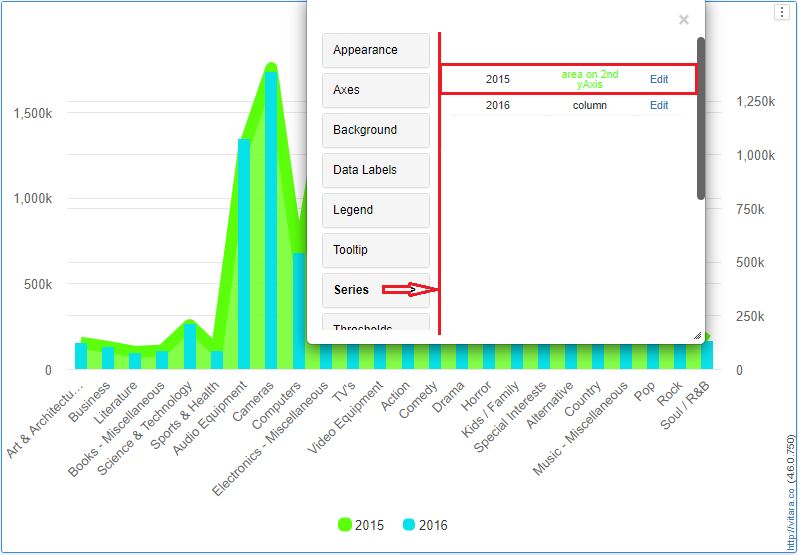 ×
Appearance
Axes
Background
Data Labels
Legend
Tooltip
Series >
Thresholds
2015 area on 2nd yAxis Edit
2016 column Edit
1,500k
1,000k
500k
0
1,250k
1,000k
750k
500k
250k
0
Art & Architectu...
Business
Literature
Books - Miscellaneous
Science & Technology
Sports & Health
Audio Equipment
Cameras
Computers
Electronics - Miscellaneous
TV's
Video Equipment
Action
Comedy
Drama
Horror
Kids / Family
Special Interests
Alternative
Country
Music - Miscellaneous
Pop
Rock
Soul / R&B
2015 2016
http://vitara.co (4.6.0.750)